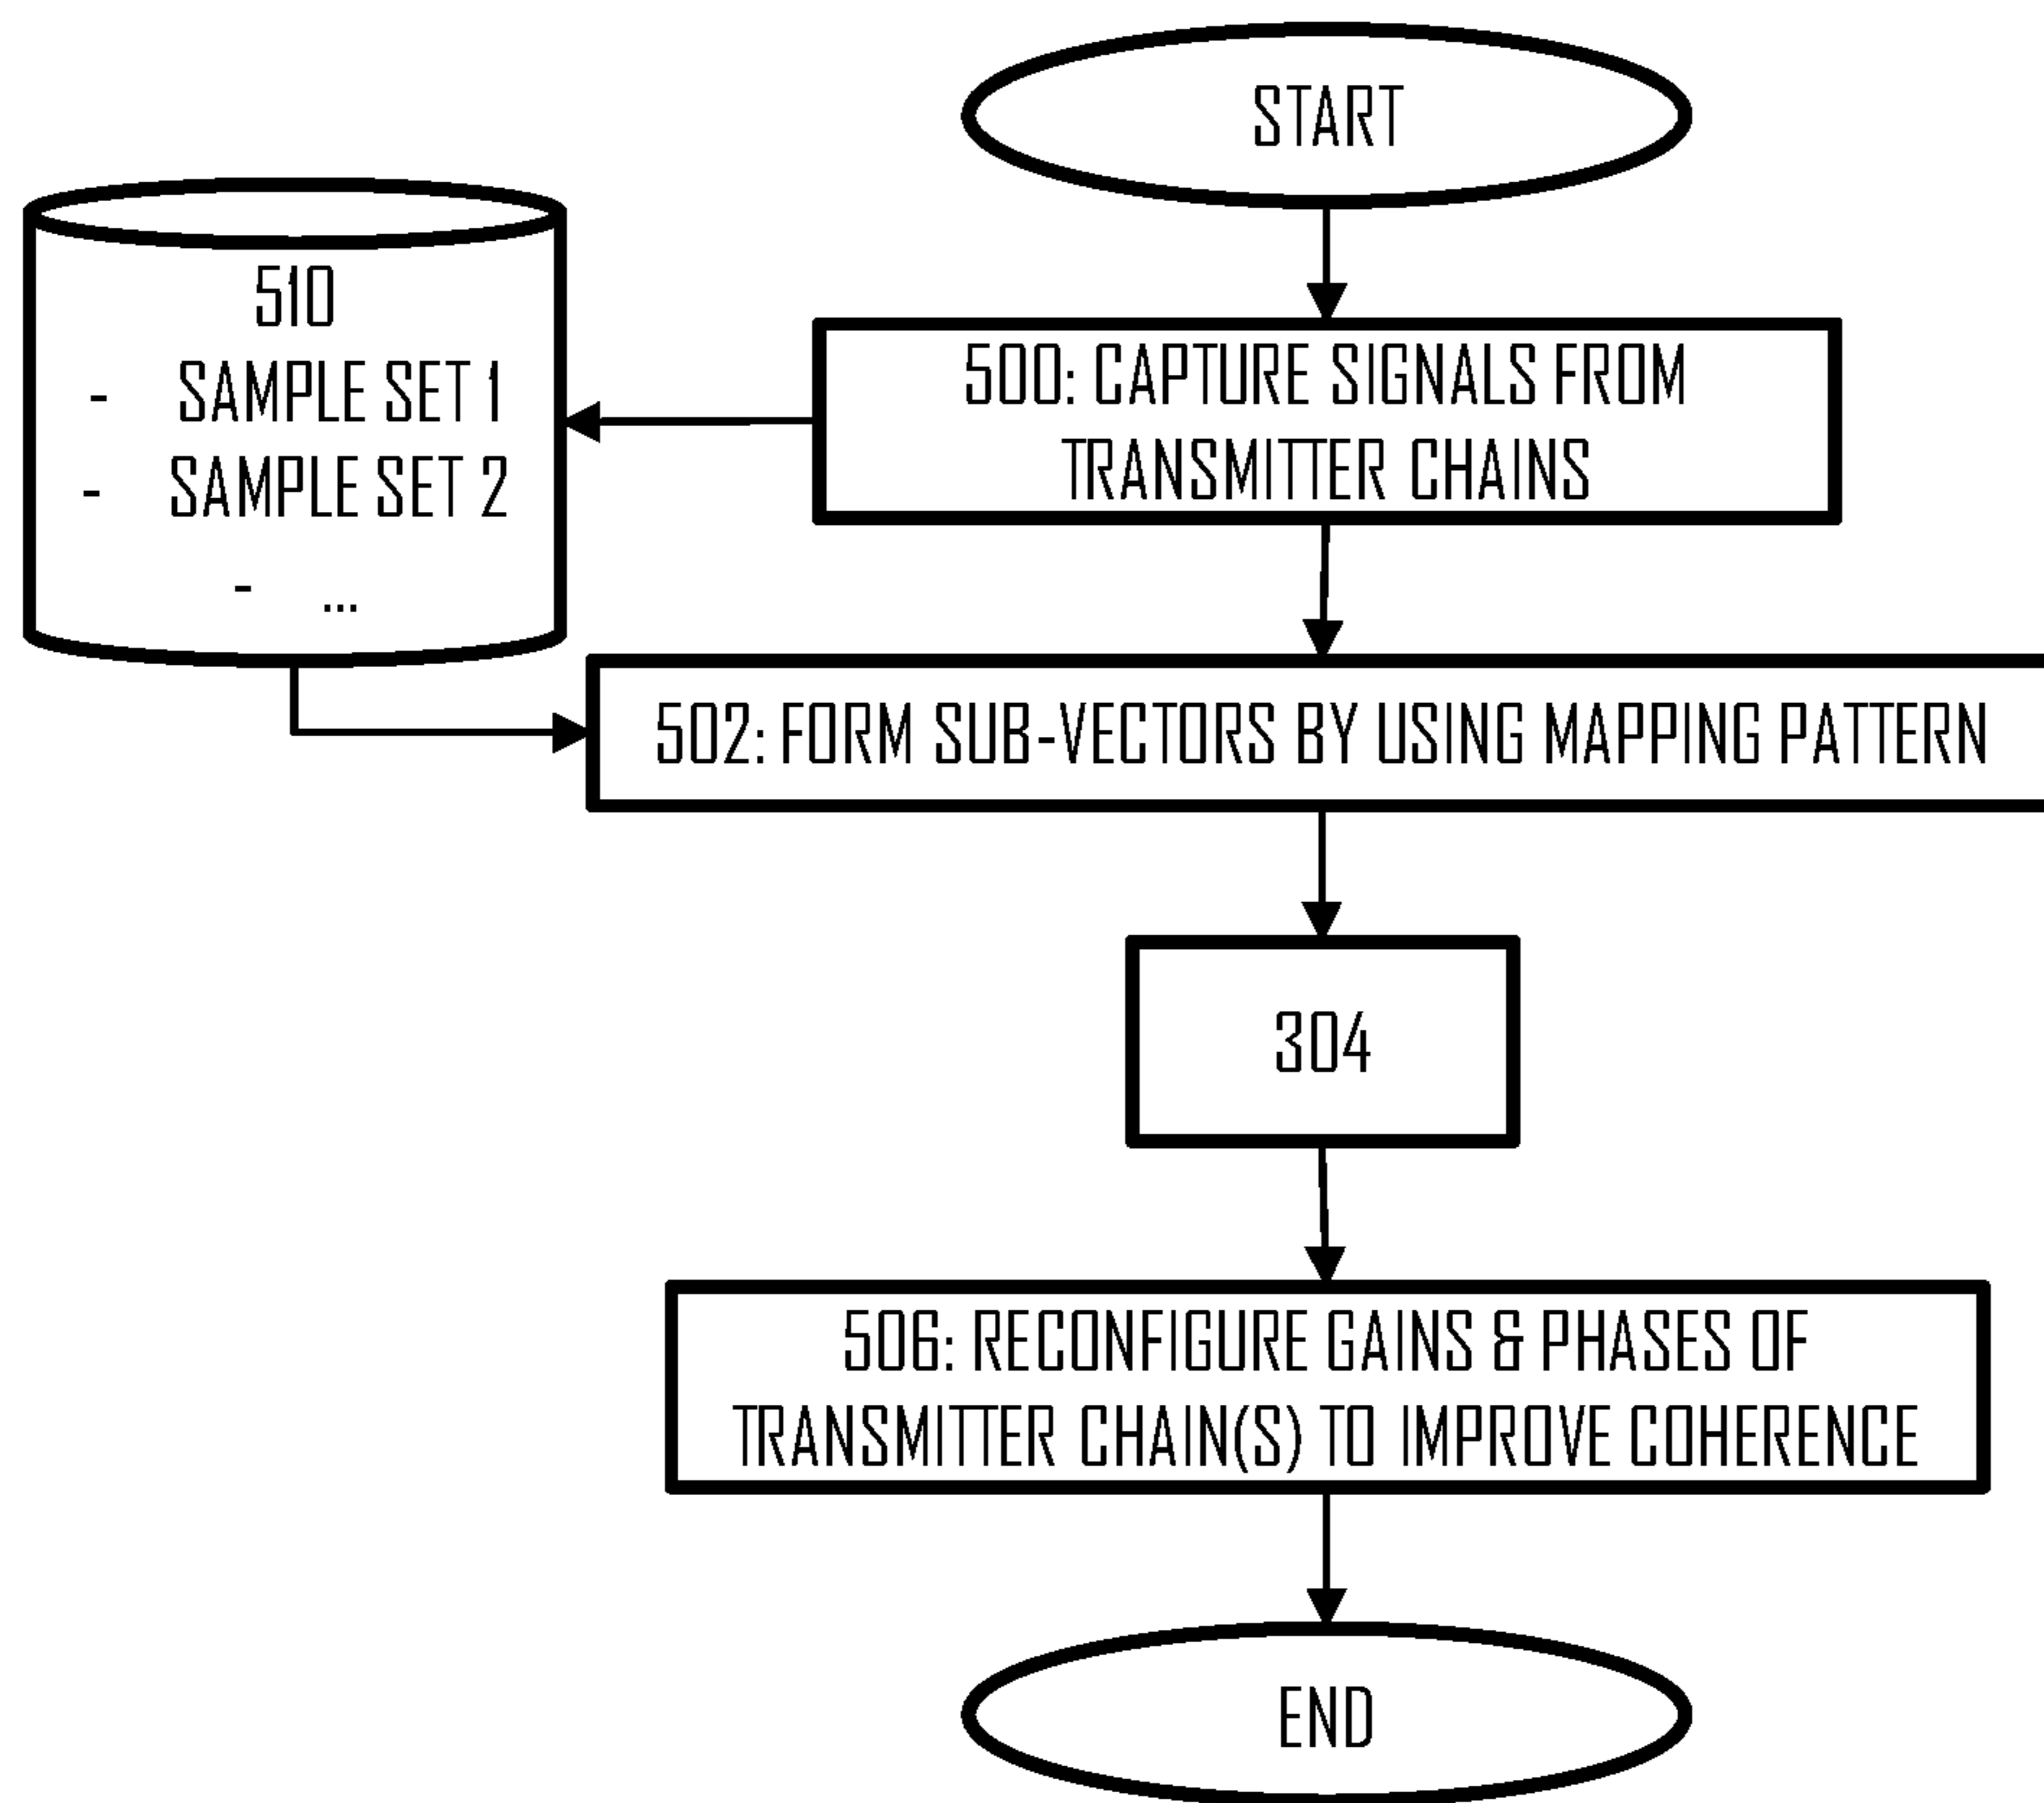 START
510
- SAMPLE SET 1
- SAMPLE SET 2
- ...
500: CAPTURE SIGNALS FROM
TRANSMITTER CHAINS
502: FORM SUB-VECTORS BY USING MAPPING PATTERN
304
506: RECONFIGURE GAINS & PHASES OF
TRANSMITTER CHAIN(S) TO IMPROVE COHERENCE
END